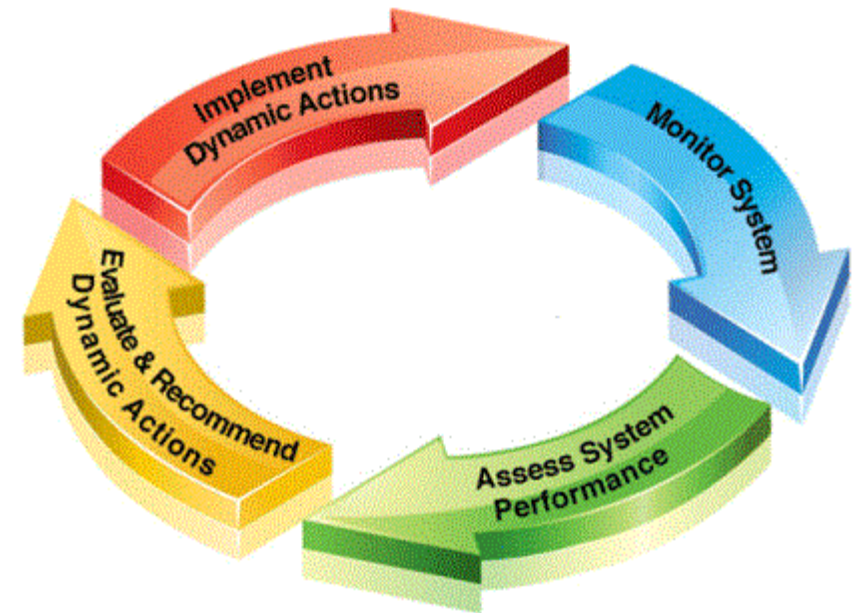 Implement
Dynamic Actions
Monitor System
Assess System
Performance
Evaluate & Recommend
Dynamic Actions